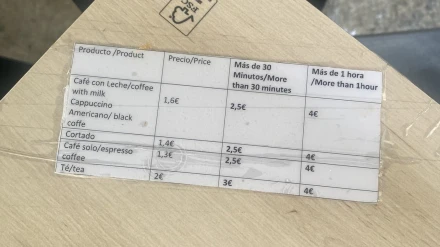 Producto /Product Precio/Price Más de 30 Minutos/More than 30 minutes Más de 1 hora /More than 1hour
Café con Leche/coffee with milk
Cappuccino
Americano/ black coffe 1,6€ 2,5€ 4€
Cortado 1,4€ 2,5€ 4€
Café solo/espresso coffee 1,3€ 2,5€ 4€
Té/tea 2€ 3€ 4€